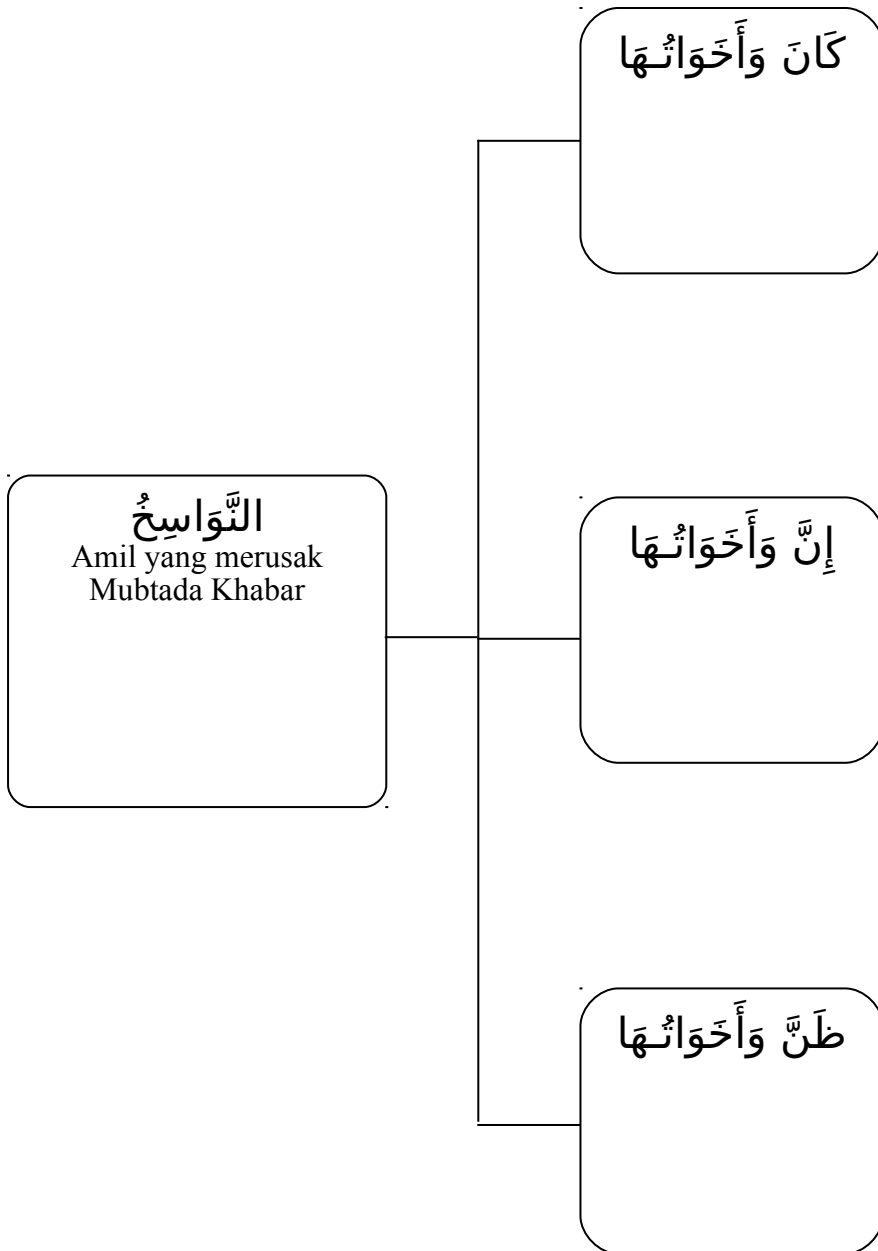 كَانَ وَأَخَوَاتُـهَا
النَّوَاسِخُ
Amil yang merusak
Mubtada Khabar
إِنَّ وَأَخَوَاتُـهَا
ظَنَّ وَأَخَوَاتُـهَا